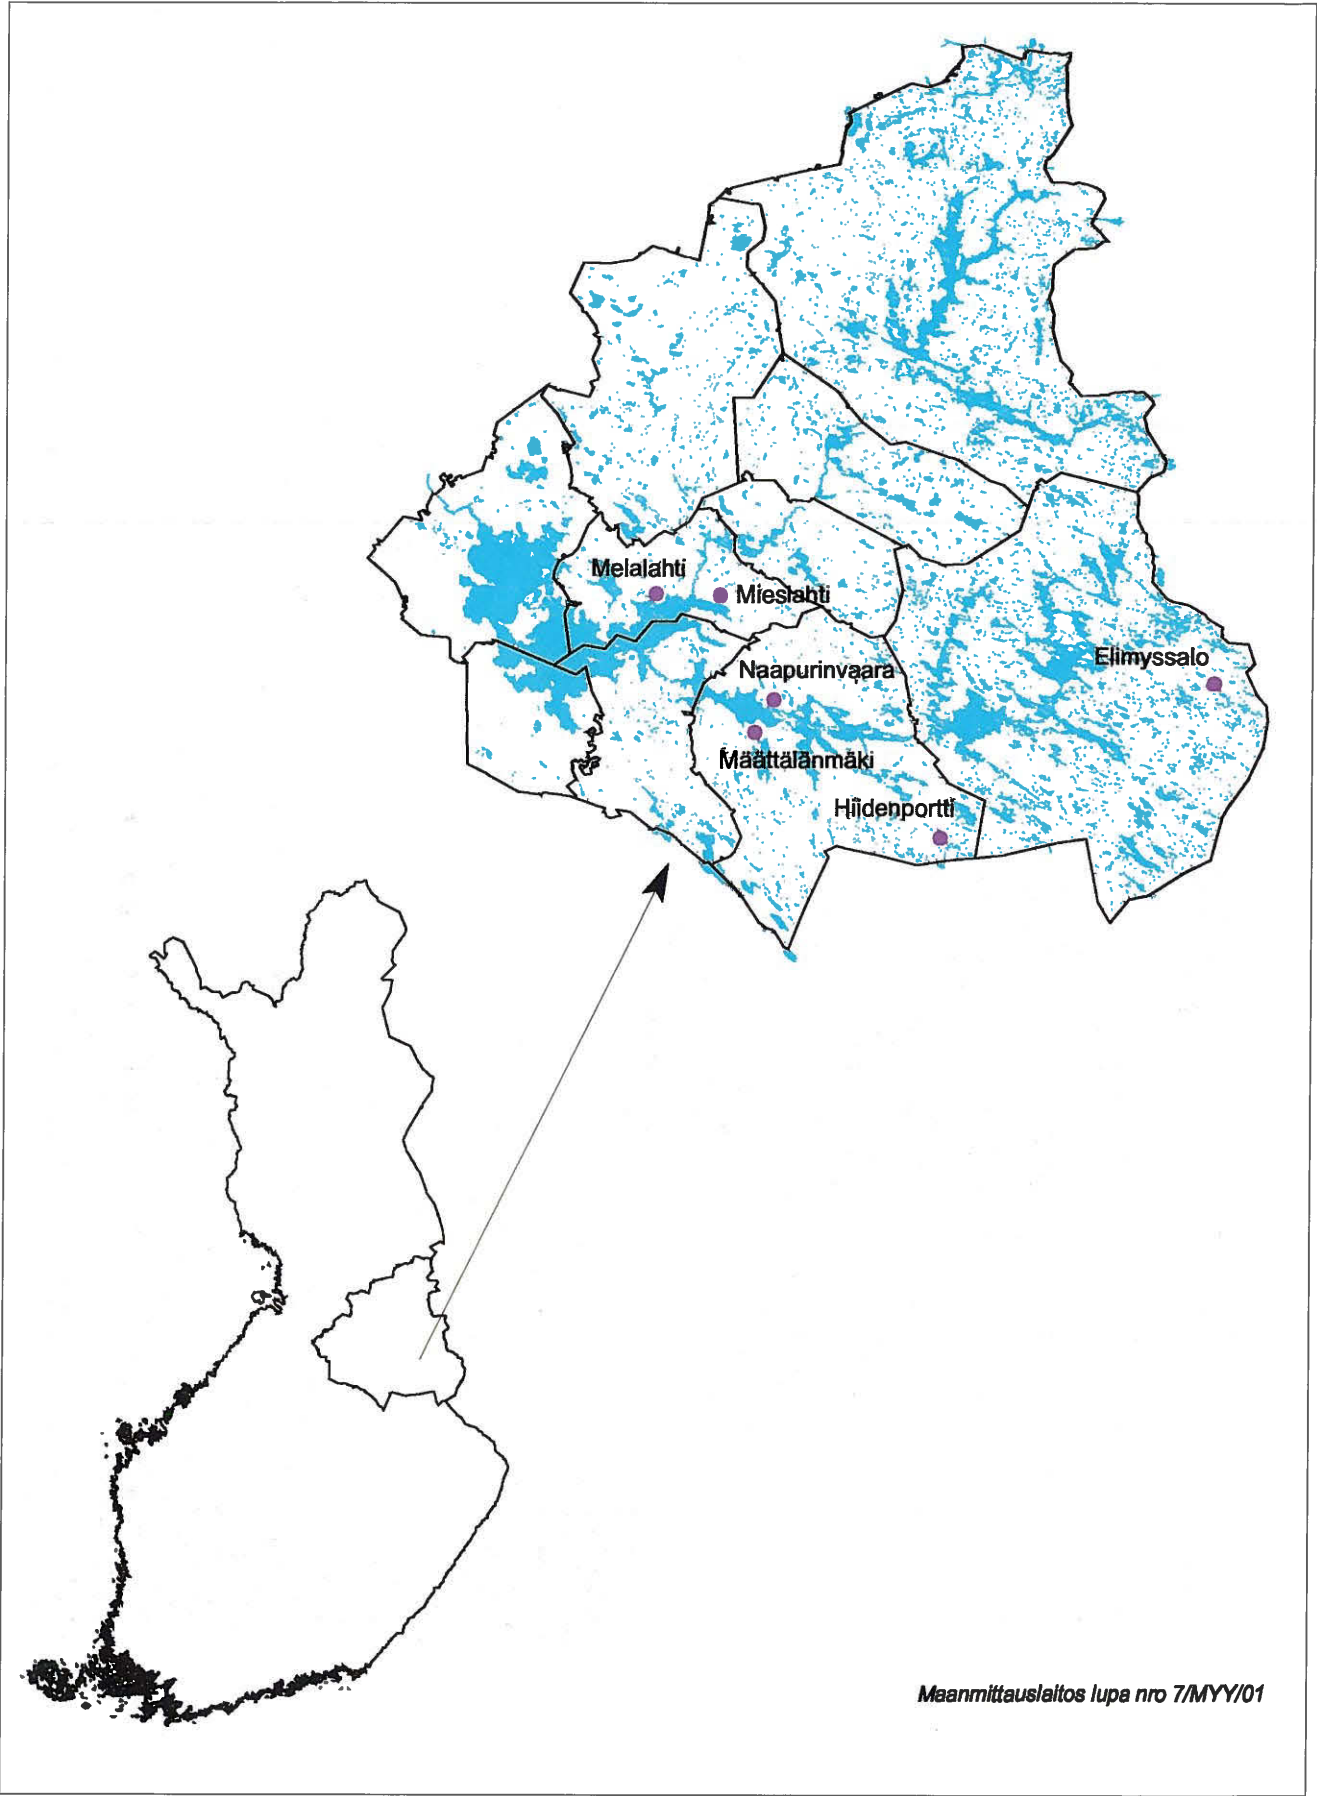 Melalahti
Mieslahti
Elimyssalo
Naapurinvaara
Määttälänmäki
Hiidenportti
Maanmittauslaitos lupa nro 7/MYY/01